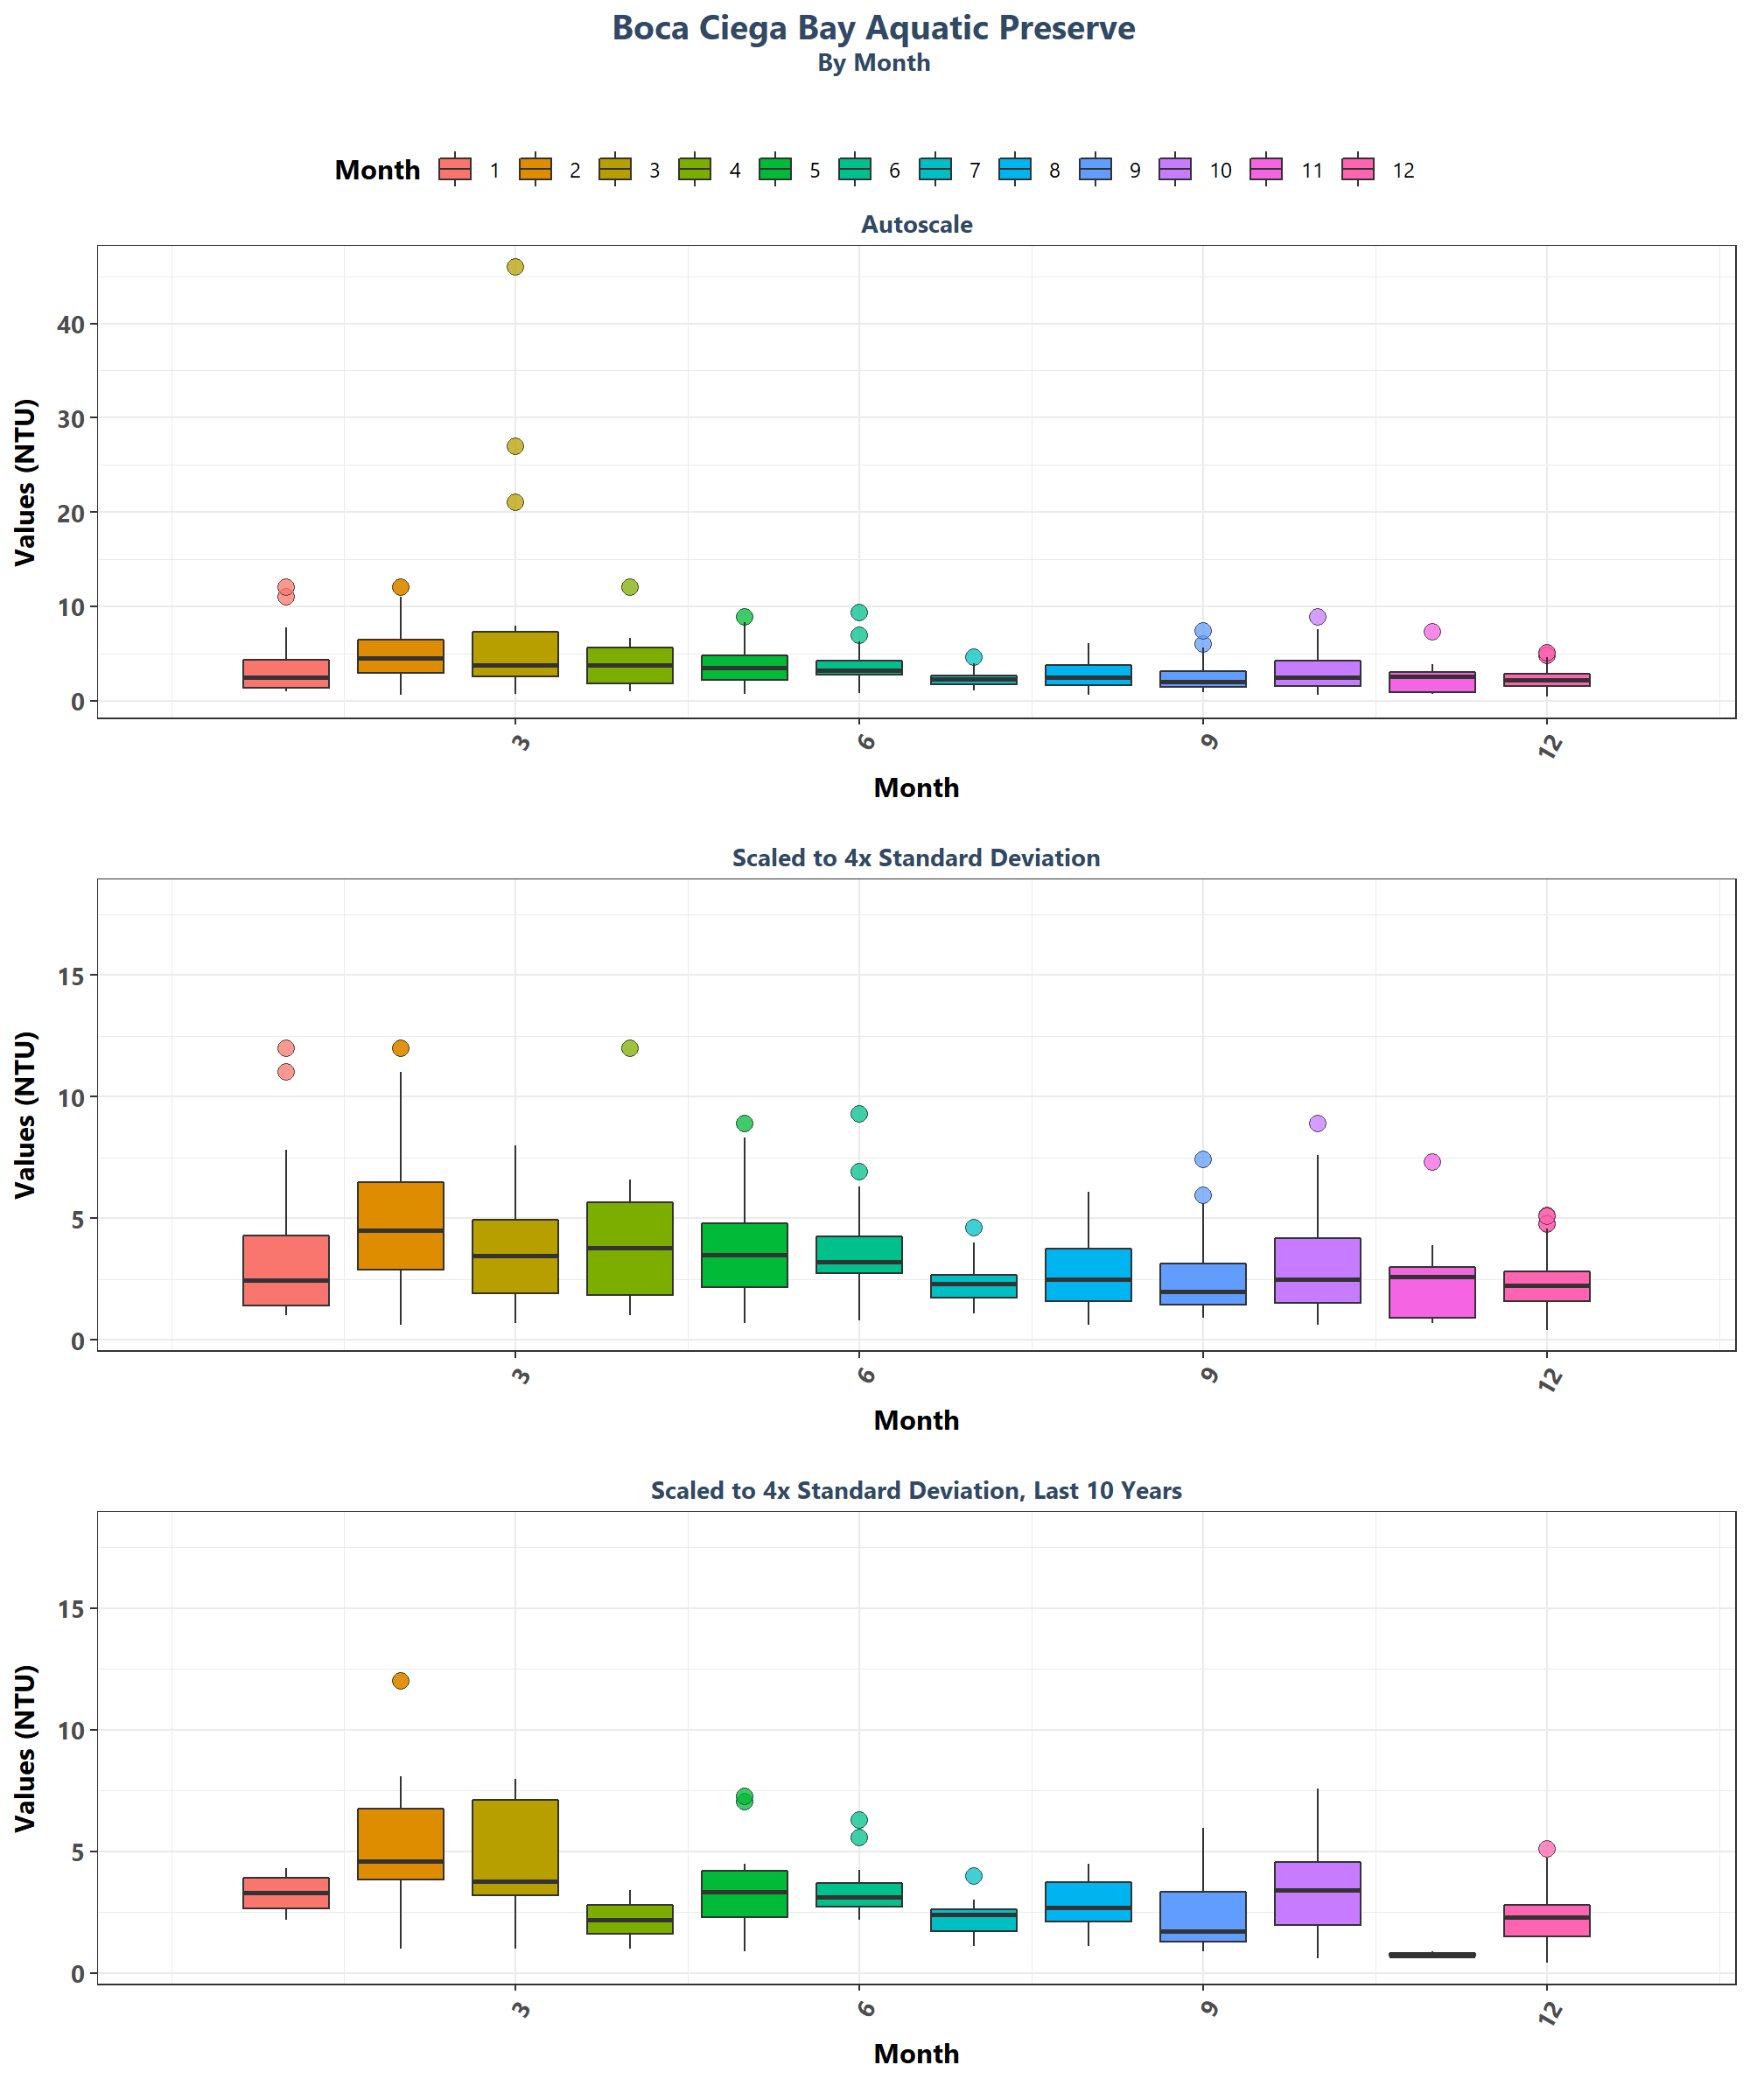 Boca Ciega Bay Aquatic Preserve
By Month
Month 1 2 3 4 5 6 7 8 9 10 11 12
Autoscale
Values (NTU)
40
30
20
10
0
3 6 9 12
Month
Scaled to 4x Standard Deviation
Values (NTU)
15
10
5
0
3 6 9 12
Month
Scaled to 4x Standard Deviation, Last 10 Years
Values (NTU)
15
10
5
0
3 6 9 12
Month